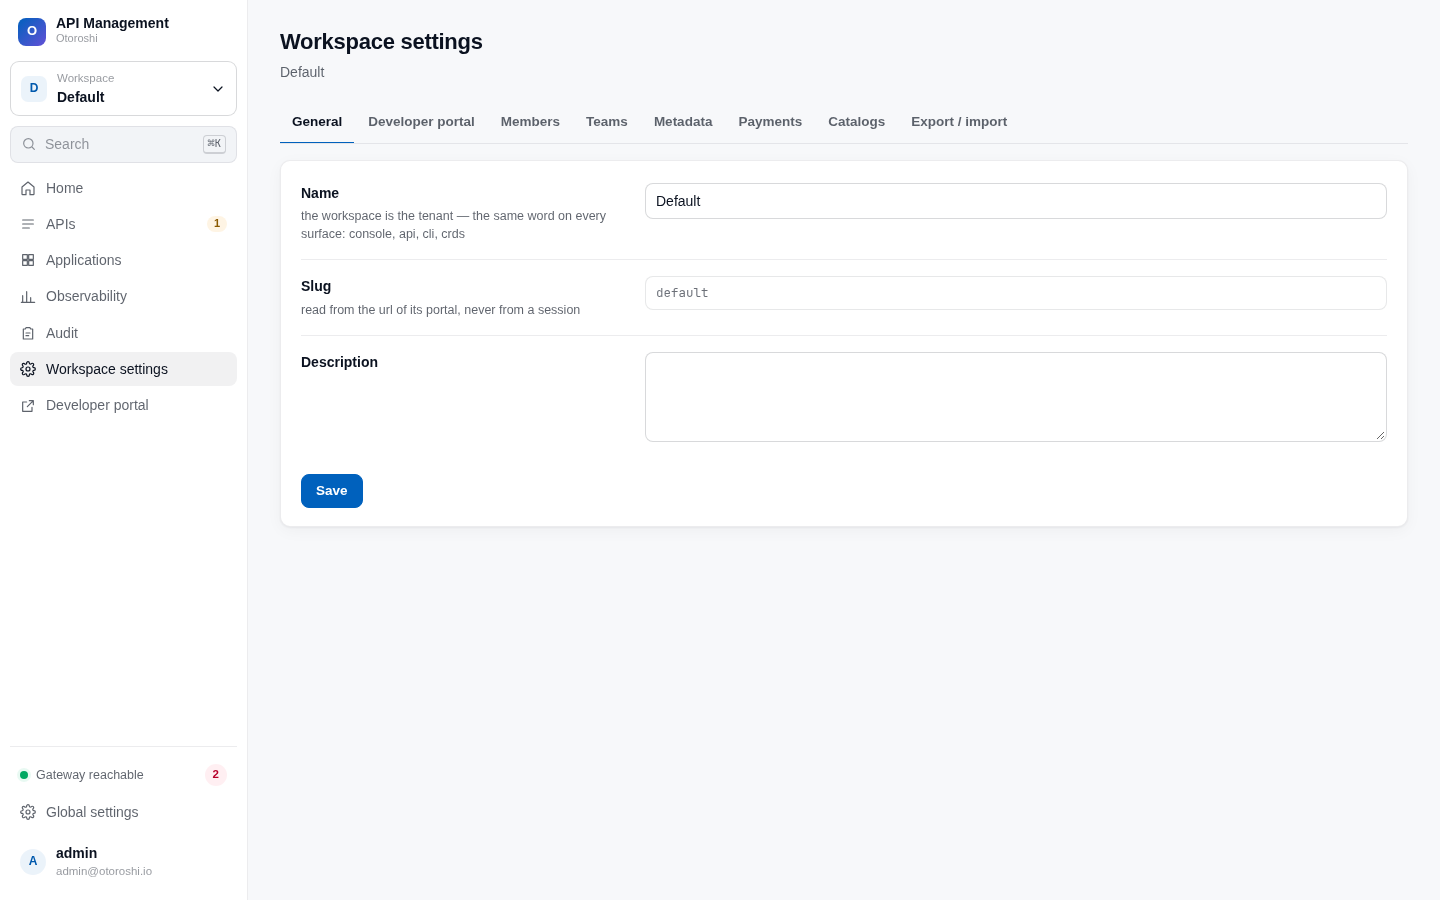 O
API Management
Otoroshi
D
Workspace
Default
Search
⌘K
Home
APIs
1
Applications
Observability
Audit
Workspace settings
Developer portal
Gateway reachable
2
Global settings
A
admin
admin@otoroshi.io
Workspace settings
Default
General
Developer portal
Members
Teams
Metadata
Payments
Catalogs
Export / import
Name
the workspace is the tenant — the same word on every
surface: console, api, cli, crds
Default
Slug
read from the url of its portal, never from a session
default
Description
Save